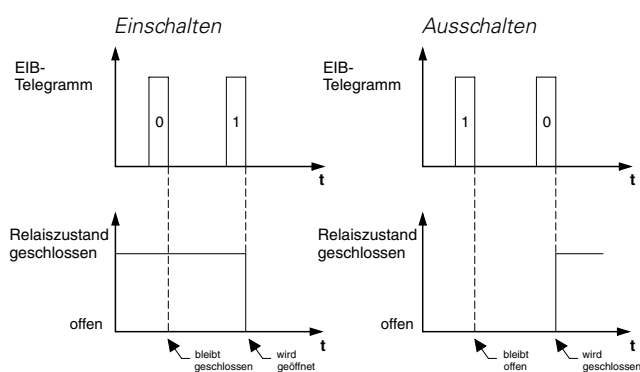 Einschalten
EIB-
Telegramm
0
1
t
Relaiszustand
geschlossen
offen
t
bleibt
geschlossen
wird
geöffnet
Ausschalten
EIB-
Telegramm
1
0
t
Relaiszustand
geschlossen
offen
t
bleibt
offen
wird
geschlossen